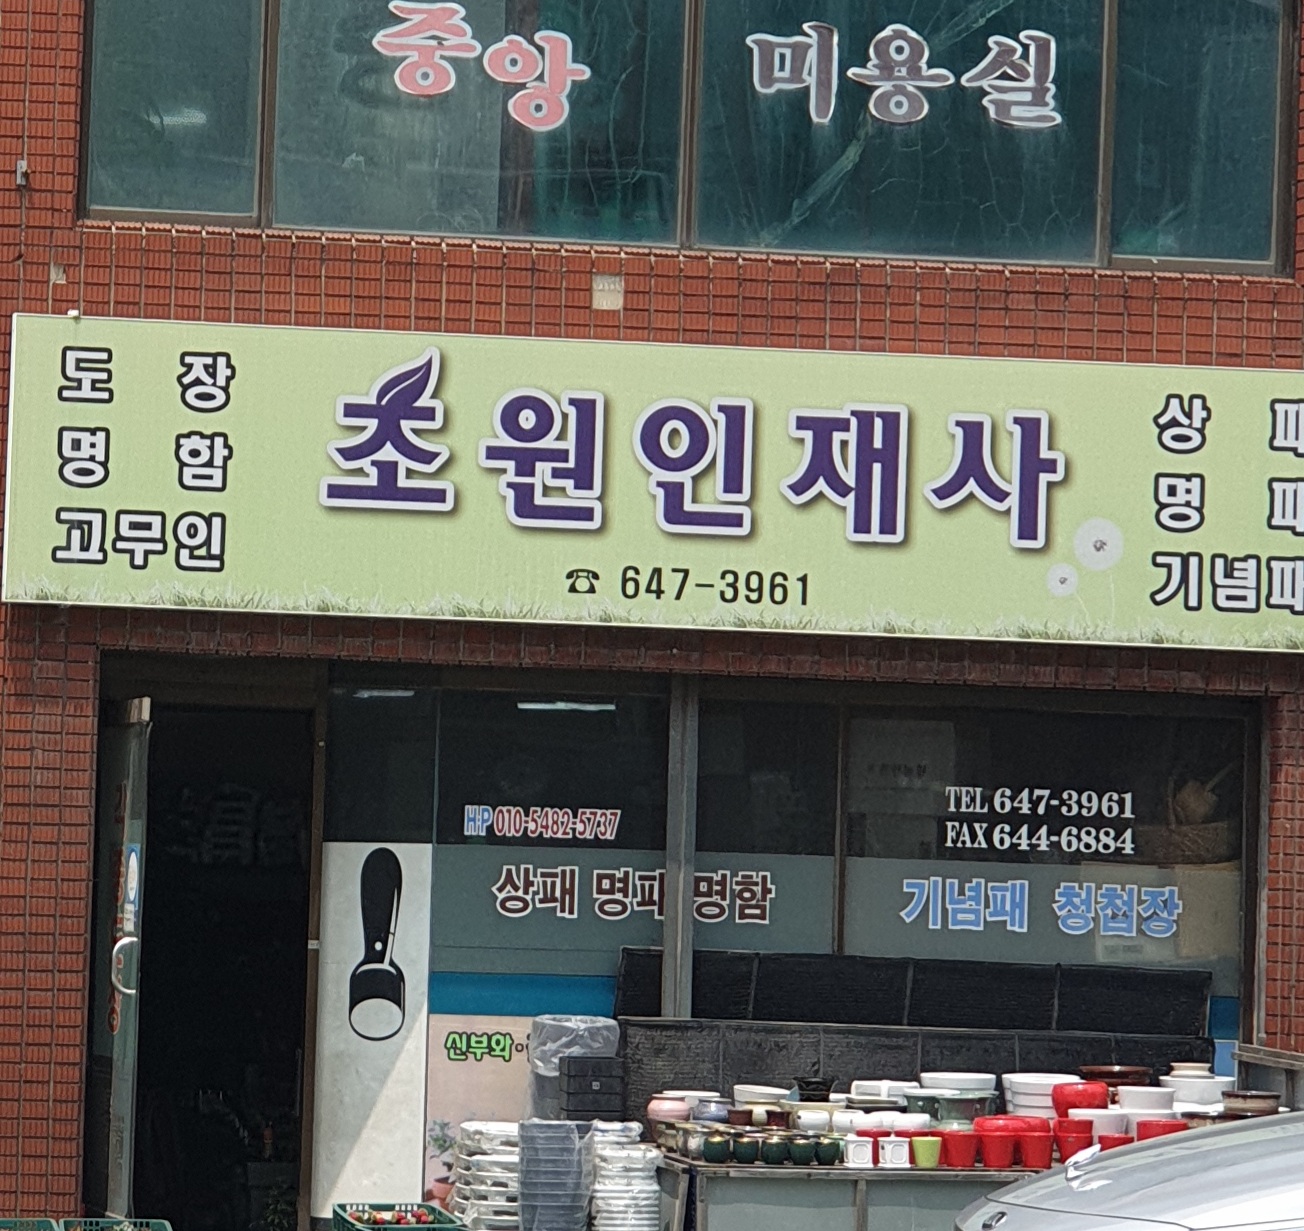 중앙 미용실
도장
명함
고무인
초원인재사
☎ 647-3961
상패
명패
기념패
H·P 010-5482-5737
상패 명패 명함
TEL 647-3961
FAX 644-6884
기념패 청첩장
신부와